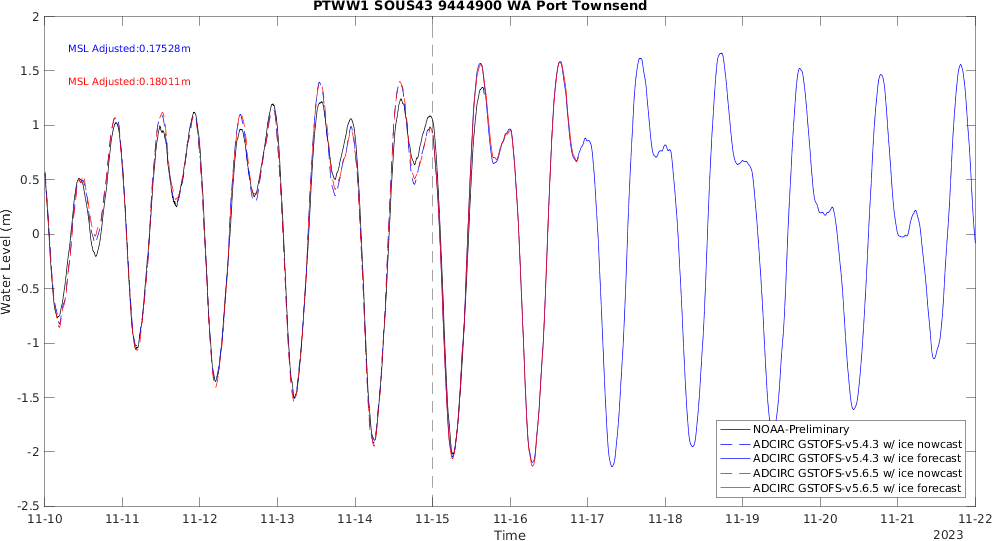 PTWW1 SOUS43 9444900 WA Port Townsend
MSL Adjusted:0.17528m
MSL Adjusted:0.18011m
Water Level (m)
2
1.5
1
0.5
0
-0.5
-1
-1.5
-2
-2.5
NOAA-Preliminary
ADCIRC GSTOFS-v5.4.3 w/ ice nowcast
ADCIRC GSTOFS-v5.4.3 w/ ice forecast
ADCIRC GSTOFS-v5.6.5 w/ ice nowcast
ADCIRC GSTOFS-v5.6.5 w/ ice forecast
11-10 11-11 11-12 11-13 11-14 11-15 11-16 11-17 11-18 11-19 11-20 11-21 11-22
Time
2023